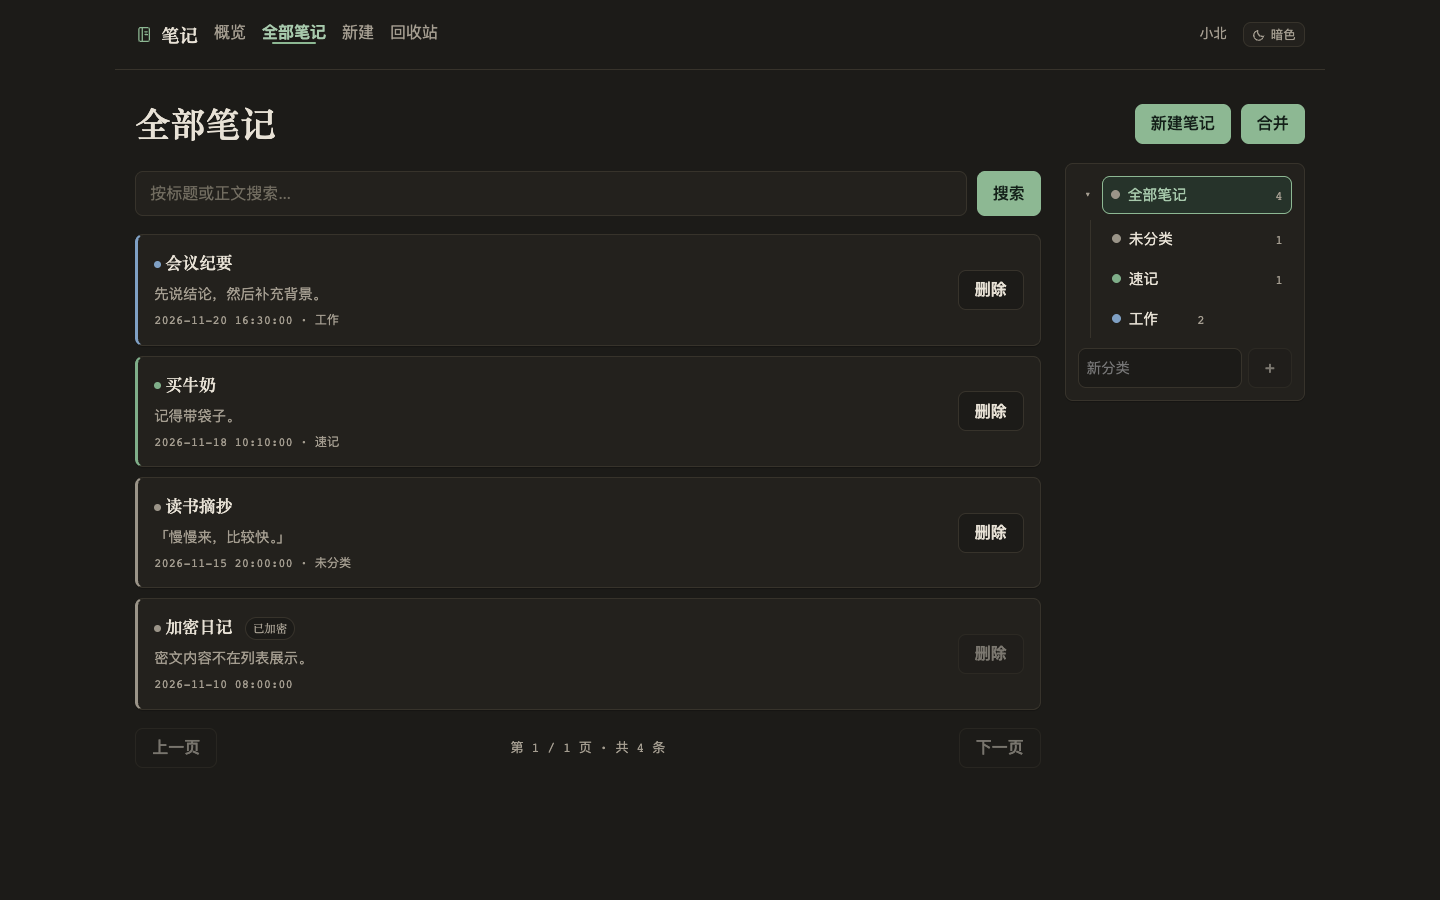 笔记 概览 全部笔记 新建 回收站 小北 暗色
全部笔记 新建笔记 合并
按标题或正文搜索... 搜索
会议纪要
先说结论，然后补充背景。
2026-11-20 16:30:00 · 工作
删除
买牛奶
记得带袋子。
2026-11-18 10:10:00 · 速记
删除
读书摘抄
「慢慢来，比较快。」
2026-11-15 20:00:00 · 未分类
删除
加密日记 已加密
密文内容不在列表展示。
2026-11-10 08:00:00
删除
上一页 第 1 / 1 页 · 共 4 条 下一页
全部笔记 4
未分类 1
速记 1
工作 2
新分类 +